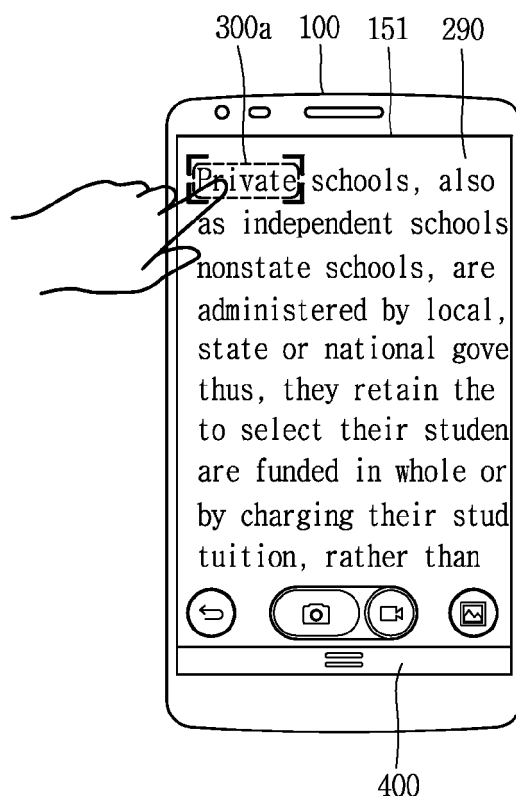 300a 100 151 290
Private schools, also
as independent schools
nonstate schools, are
administered by local,
state or national gove
thus, they retain the
to select their studen
are funded in whole or
by charging their stud
tuition, rather than
400